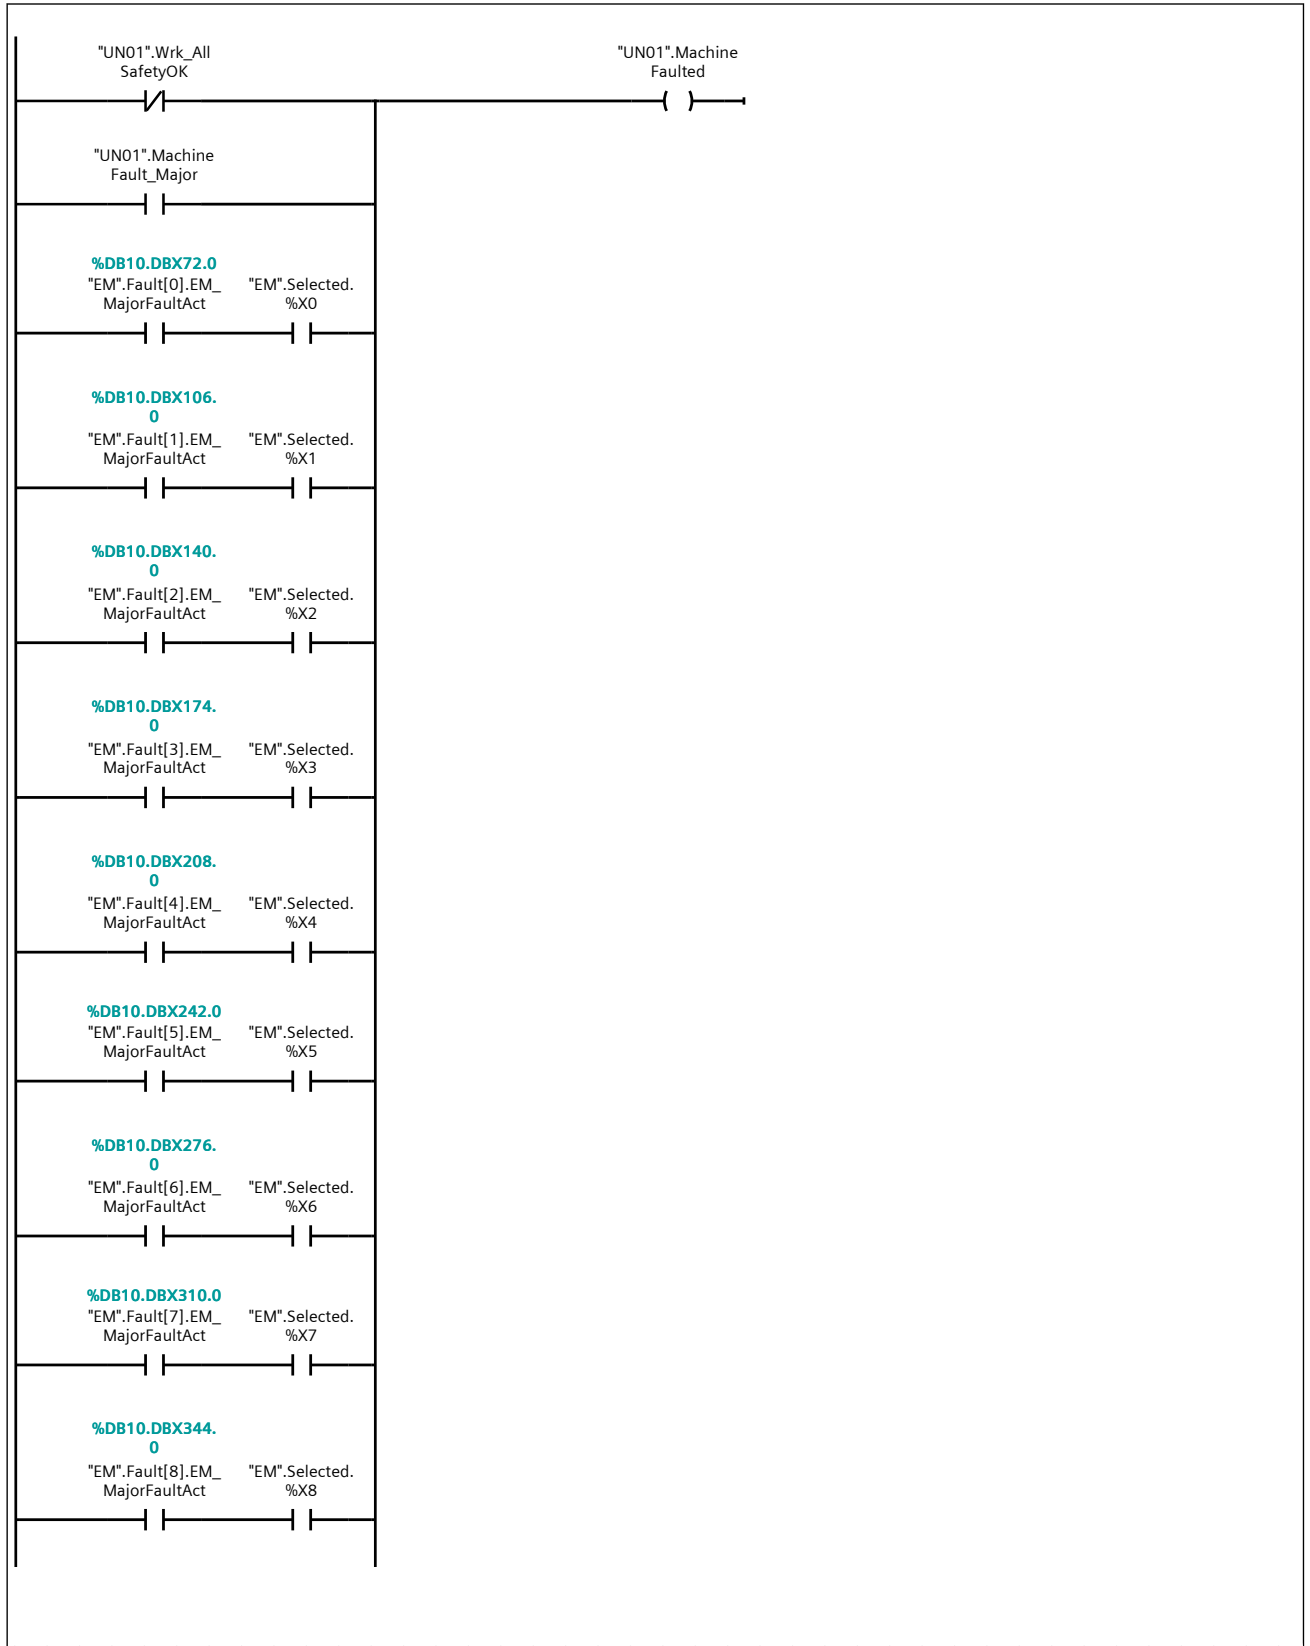 "UN01".Wrk_All
SafetyOK
"UN01".Machine
Faulted
"UN01".Machine
Fault_Major
%DB10.DBX72.0
"EM".Fault[0].EM_
MajorFaultAct
"EM".Selected.
%X0
%DB10.DBX106.
0
"EM".Fault[1].EM_
MajorFaultAct
"EM".Selected.
%X1
%DB10.DBX140.
0
"EM".Fault[2].EM_
MajorFaultAct
"EM".Selected.
%X2
%DB10.DBX174.
0
"EM".Fault[3].EM_
MajorFaultAct
"EM".Selected.
%X3
%DB10.DBX208.
0
"EM".Fault[4].EM_
MajorFaultAct
"EM".Selected.
%X4
%DB10.DBX242.0
"EM".Fault[5].EM_
MajorFaultAct
"EM".Selected.
%X5
%DB10.DBX276.
0
"EM".Fault[6].EM_
MajorFaultAct
"EM".Selected.
%X6
%DB10.DBX310.0
"EM".Fault[7].EM_
MajorFaultAct
"EM".Selected.
%X7
%DB10.DBX344.
0
"EM".Fault[8].EM_
MajorFaultAct
"EM".Selected.
%X8